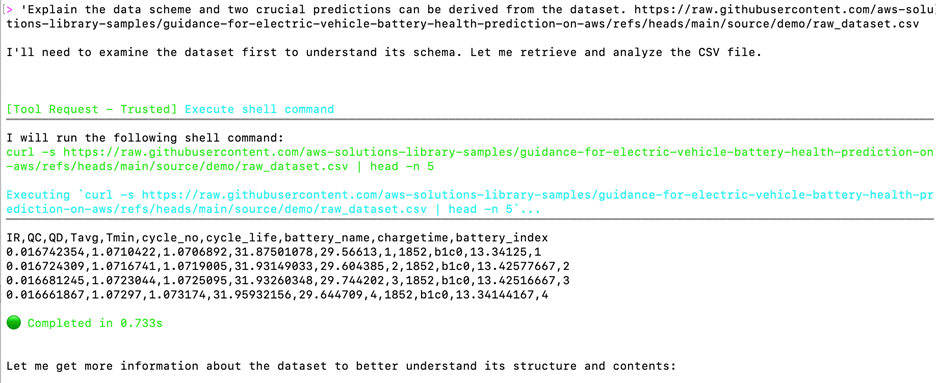 [> 'Explain the data scheme and two crucial predictions can be derived from the dataset. https://raw.githubusercontent.com/aws-solu
tions-library-samples/guidance-for-electric-vehicle-battery-health-prediction-on-aws/refs/heads/main/source/demo/raw_dataset.csv
I'll need to examine the dataset first to understand its schema. Let me retrieve and analyze the CSV file.
[Tool Request - Trusted] Execute shell command
I will run the following shell command:
curl -s https://raw.githubusercontent.com/aws-solutions-library-samples/guidance-for-electric-vehicle-battery-health-prediction-on
-aws/refs/heads/main/source/demo/raw_dataset.csv | head -n 5
Executing `curl -s https://raw.githubusercontent.com/aws-solutions-library-samples/guidance-for-electric-vehicle-battery-health-pr
ediction-on-aws/refs/heads/main/source/demo/raw_dataset.csv | head -n 5`...
IR,QC,QD,Tavg,Tmin,cycle_no,cycle_life,battery_name,chargetime,battery_index
0.016742354,1.0710422,1.0706892,31.87501078,29.56613,1,1852,b1c0,13.34125,1
0.016724309,1.0716741,1.0719005,31.93149033,29.604385,2,1852,b1c0,13.42577667,2
0.016681245,1.0723044,1.0725095,31.93260348,29.744202,3,1852,b1c0,13.42516667,3
0.016661867,1.07297,1.073174,31.95932156,29.644709,4,1852,b1c0,13.34144167,4
Completed in 0.733s
Let me get more information about the dataset to better understand its structure and contents: